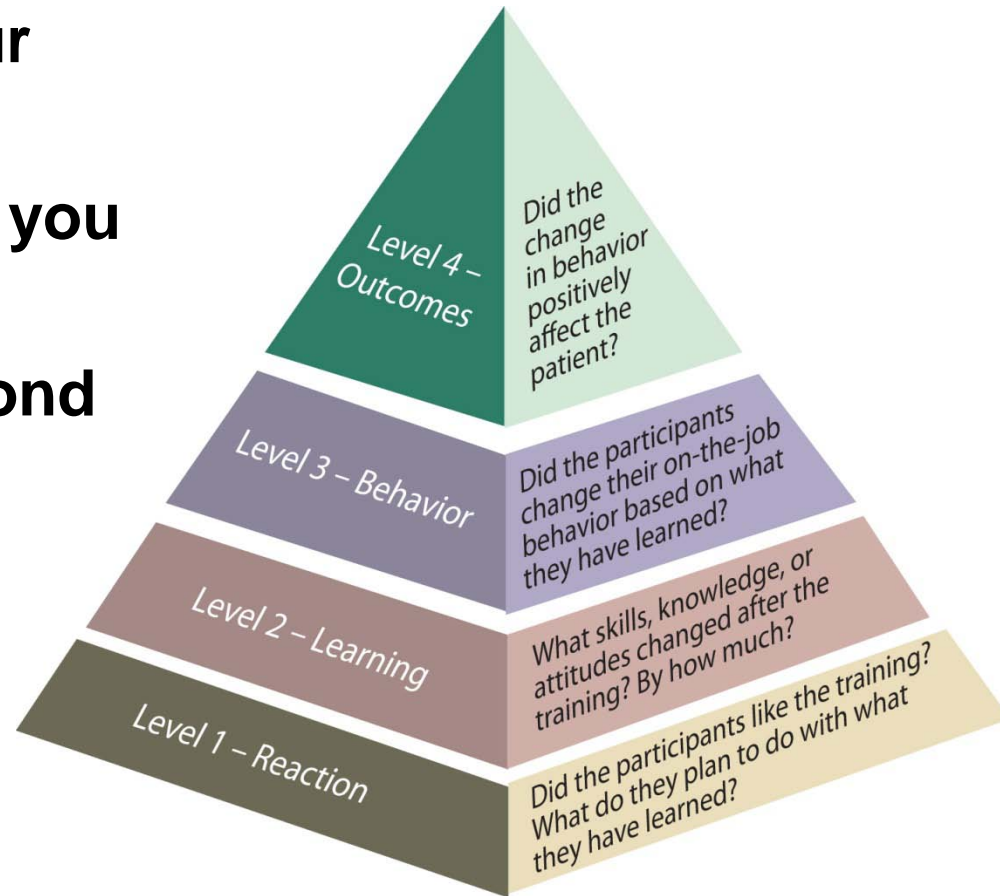 ur
you
ond
Level 4 –
Outcomes
Did the
change
in behavior
positively
affect the
patient?
Level 3 – Behavior
Did the participants
change their on-the-job
behavior based on what
they have learned?
Level 2 – Learning
What skills, knowledge, or
attitudes changed after the
training? By how much?
Level 1 – Reaction
Did the participants like the training?
What do they plan to do with what
they have learned?